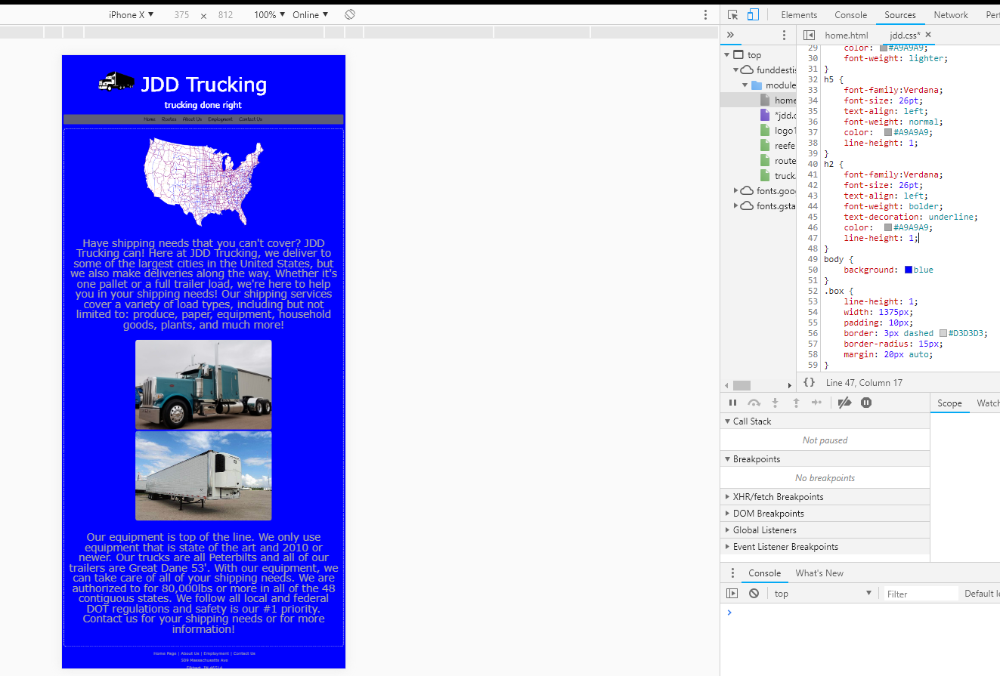 iPhone X ▼ 375 × 812 100% ▼ Online ▼
JDD Trucking
trucking done right
Home Routes About Us Employment Contact Us
Have shipping needs that you can't cover? JDD
Trucking can! Here at JDD Trucking, we deliver to
some of the largest cities in the United States, but
we also make deliveries along the way. Whether it's
one pallet or a full trailer load, we're here to help
you in your shipping needs! Our shipping services
cover a variety of load types, including but not
limited to: produce, paper, equipment, household
goods, plants, and much more!
Our equipment is top of the line. We only use
equipment that is state of the art and 2010 or
newer. Our trucks are all Peterbilts and all of our
trailers are Great Dane 53'. With our equipment, we
can take care of all of your shipping needs. We are
authorized to for 80,000lbs or more in all of the 48
contiguous states. We follow all local and federal
DOT regulations and safety is our #1 priority.
Contact us for your shipping needs or for more
information!
Home Page | About Us | Employment | Contact Us
509 Massachusetts Ave
Elkhart, IN 46514
Elements Console Sources Network Perf
home.html jdd.css* ×
top
funddestis
module
home
*jdd.c
logo1
reefe
route
truck.
fonts.goo
fonts.gsta
29 color: #A9A9A9;
30 font-weight: lighter;
31 }
32 h5 {
33 font-family:Verdana;
34 font-size: 26pt;
35 text-align: left;
36 font-weight: normal;
37 color: #A9A9A9;
38 line-height: 1;
39 }
40 h2 {
41 font-family:Verdana;
42 font-size: 26pt;
43 text-align: left;
44 font-weight: bolder;
45 text-decoration: underline;
46 color: #A9A9A9;
47 line-height: 1;
48 }
49 body {
50 background: blue
51 }
52 .box {
53 line-height: 1;
54 width: 1375px;
55 padding: 10px;
56 border: 3px dashed #D3D3D3;
57 border-radius: 15px;
58 margin: 20px auto;
59 }
{} Line 47, Column 17
Scope Watch
Call Stack
Not paused
Breakpoints
No breakpoints
XHR/fetch Breakpoints
DOM Breakpoints
Global Listeners
Event Listener Breakpoints
Console What's New
top ▼ Filter Default le